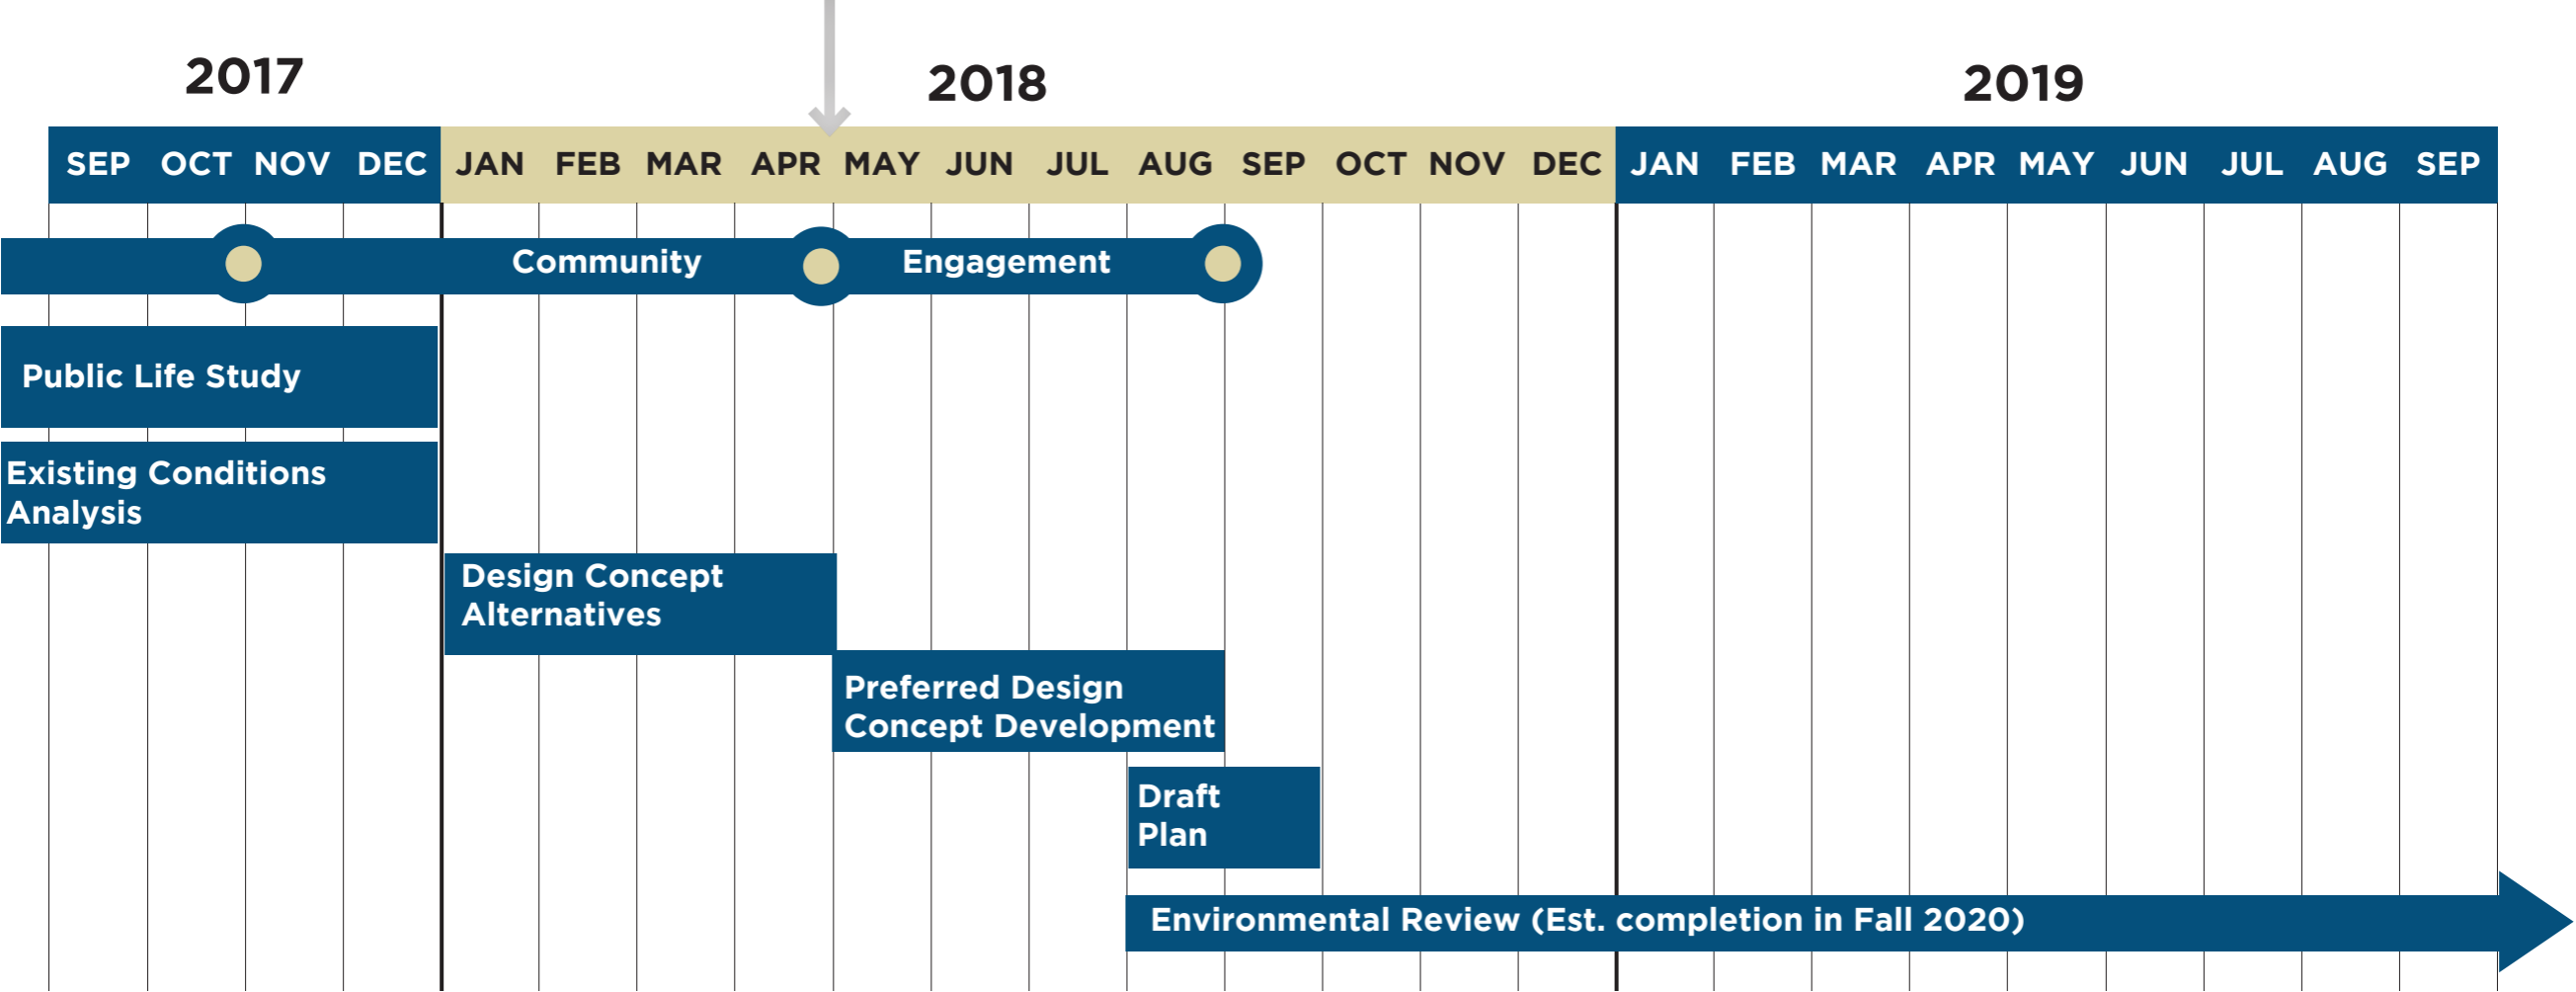 2017 2018 2019
SEP OCT NOV DEC JAN FEB MAR APR MAY JUN JUL AUG SEP OCT NOV DEC JAN FEB MAR APR MAY JUN JUL AUG SEP
Community Engagement
Public Life Study
Existing Conditions
Analysis
Design Concept
Alternatives
Preferred Design
Concept Development
Draft
Plan
Environmental Review (Est. completion in Fall 2020)